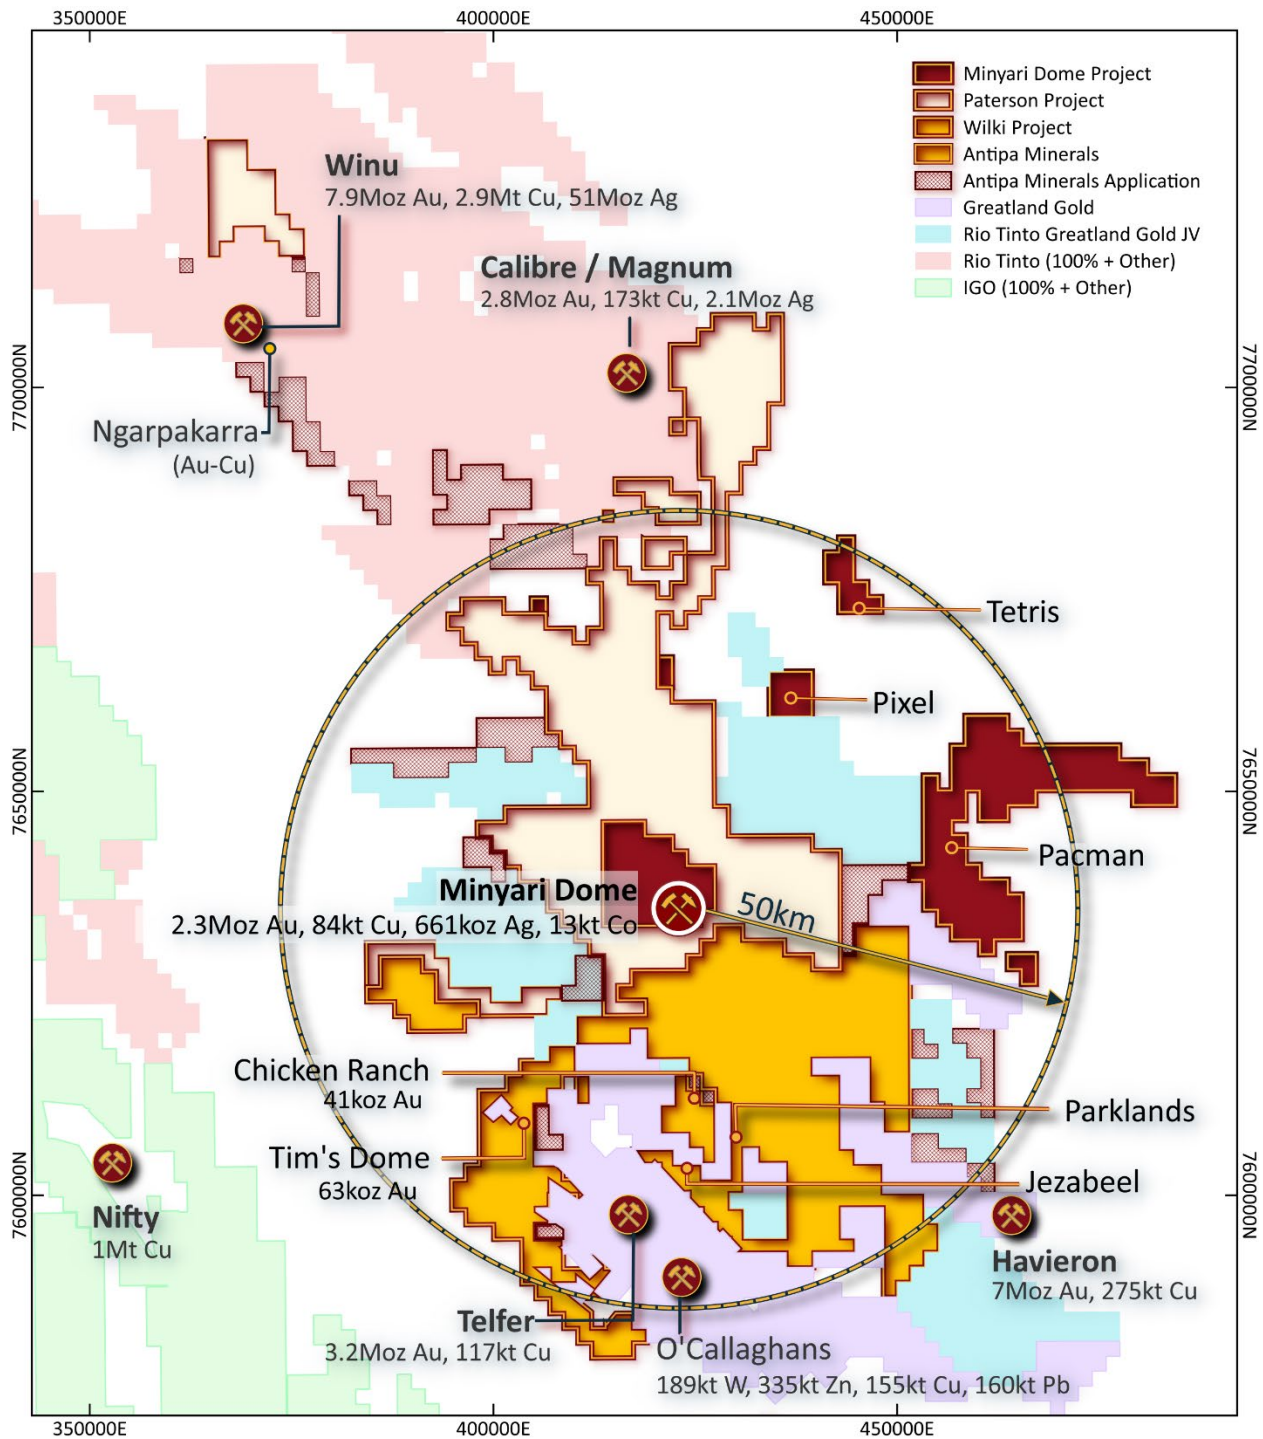 350000E
400000E
450000E
Minyari Dome Project
Paterson Project
Wilki Project
Antipa Minerals
Antipa Minerals Application
Greatland Gold
Rio Tinto Greatland Gold JV
Rio Tinto (100% + Other)
IGO (100% + Other)
Winu
7.9Moz Au, 2.9Mt Cu, 51Moz Ag
Calibre / Magnum
2.8Moz Au, 173kt Cu, 2.1Moz Ag
7700000N
7700000N
Ngarpakarra
(Au-Cu)
Tetris
Pixel
7650000N
7650000N
Pacman
Minyari Dome
2.3Moz Au, 84kt Cu, 661koz Ag, 13kt Co
50km
Chicken Ranch
41koz Au
Parklands
Tim's Dome
63koz Au
Jezabeel
7600000N
7600000N
Nifty
1Mt Cu
Havieron
7Moz Au, 275kt Cu
Telfer
3.2Moz Au, 117kt Cu
O'Callaghans
189kt W, 335kt Zn, 155kt Cu, 160kt Pb
350000E
400000E
450000E